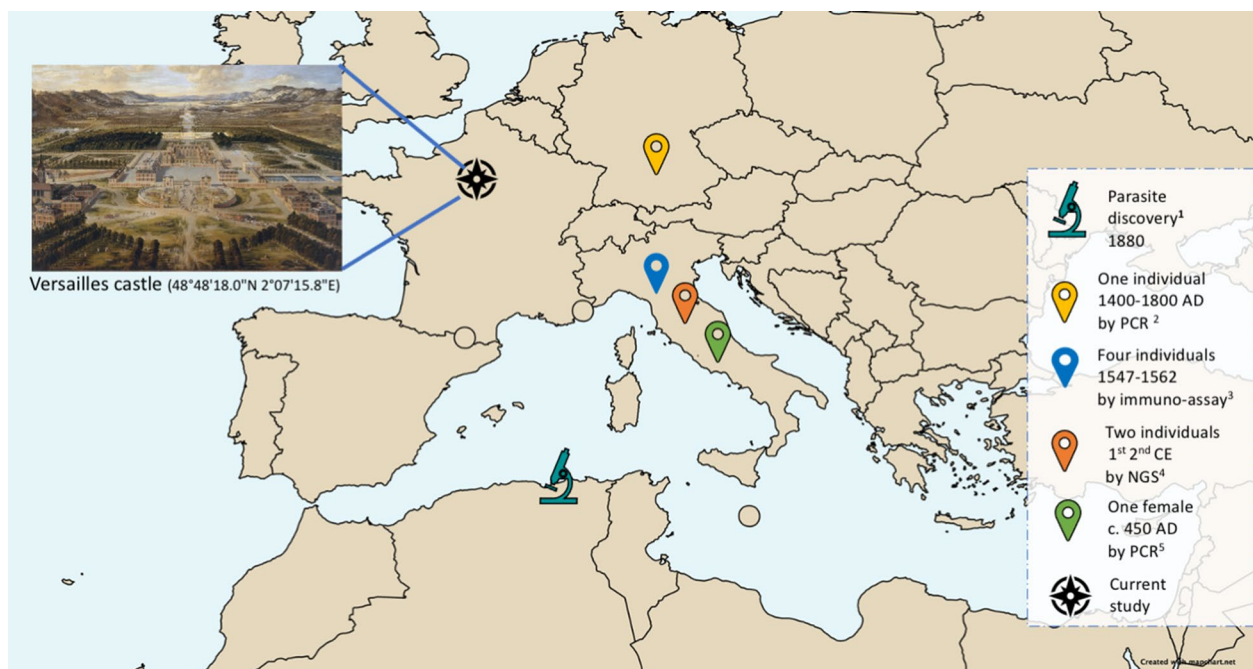 Versailles castle (48°48'18.0"N 2°07'15.8"E)
Parasite
discovery¹
1880
One individual
1400-1800 AD
by PCR ²
Four individuals
1547-1562
by immuno-assay³
Two individuals
1ˢᵗ 2ⁿᵈ CE
by NGS⁴
One female
c. 450 AD
by PCR⁵
Current
study
Created with mapchart.net